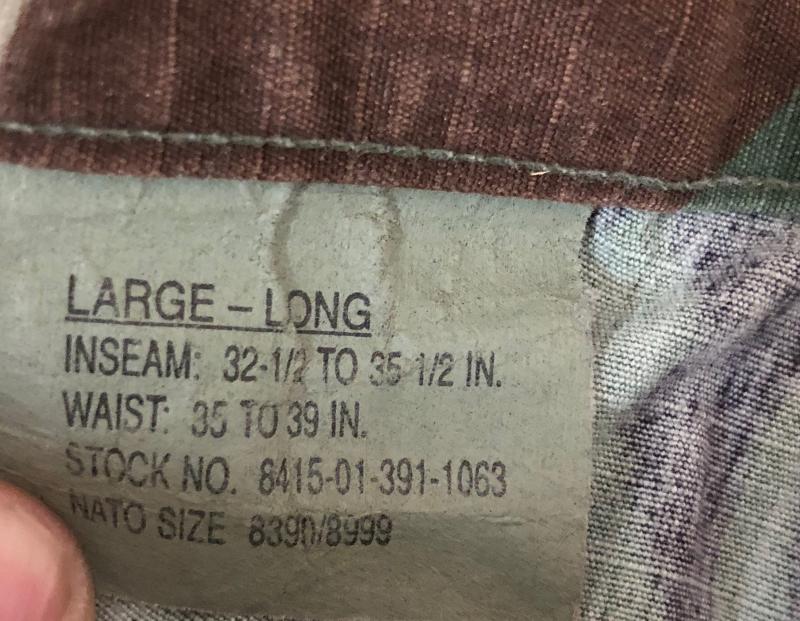 LARGE – LONG
INSEAM: 32-1/2 TO 35 1/2 IN.
WAIST: 35 TO 39 IN.
STOCK NO. 8415-01-391-1063
NATO SIZE 8390/8999